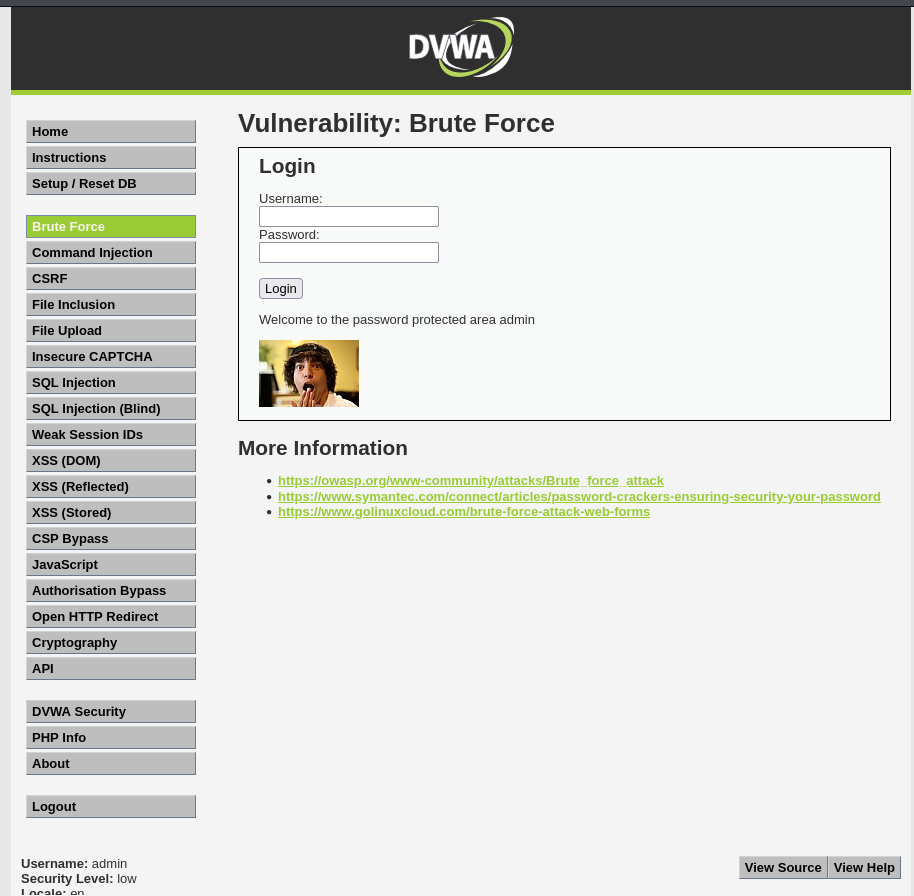 DVWA
Home
Instructions
Setup / Reset DB
Brute Force
Command Injection
CSRF
File Inclusion
File Upload
Insecure CAPTCHA
SQL Injection
SQL Injection (Blind)
Weak Session IDs
XSS (DOM)
XSS (Reflected)
XSS (Stored)
CSP Bypass
JavaScript
Authorisation Bypass
Open HTTP Redirect
Cryptography
API
DVWA Security
PHP Info
About
Logout
Vulnerability: Brute Force
Login
Username:
Password:
Login
Welcome to the password protected area admin
More Information
• https://owasp.org/www-community/attacks/Brute_force_attack
• https://www.symantec.com/connect/articles/password-crackers-ensuring-security-your-password
• https://www.golinuxcloud.com/brute-force-attack-web-forms
Username: admin
Security Level: low
Locale: en
View Source View Help